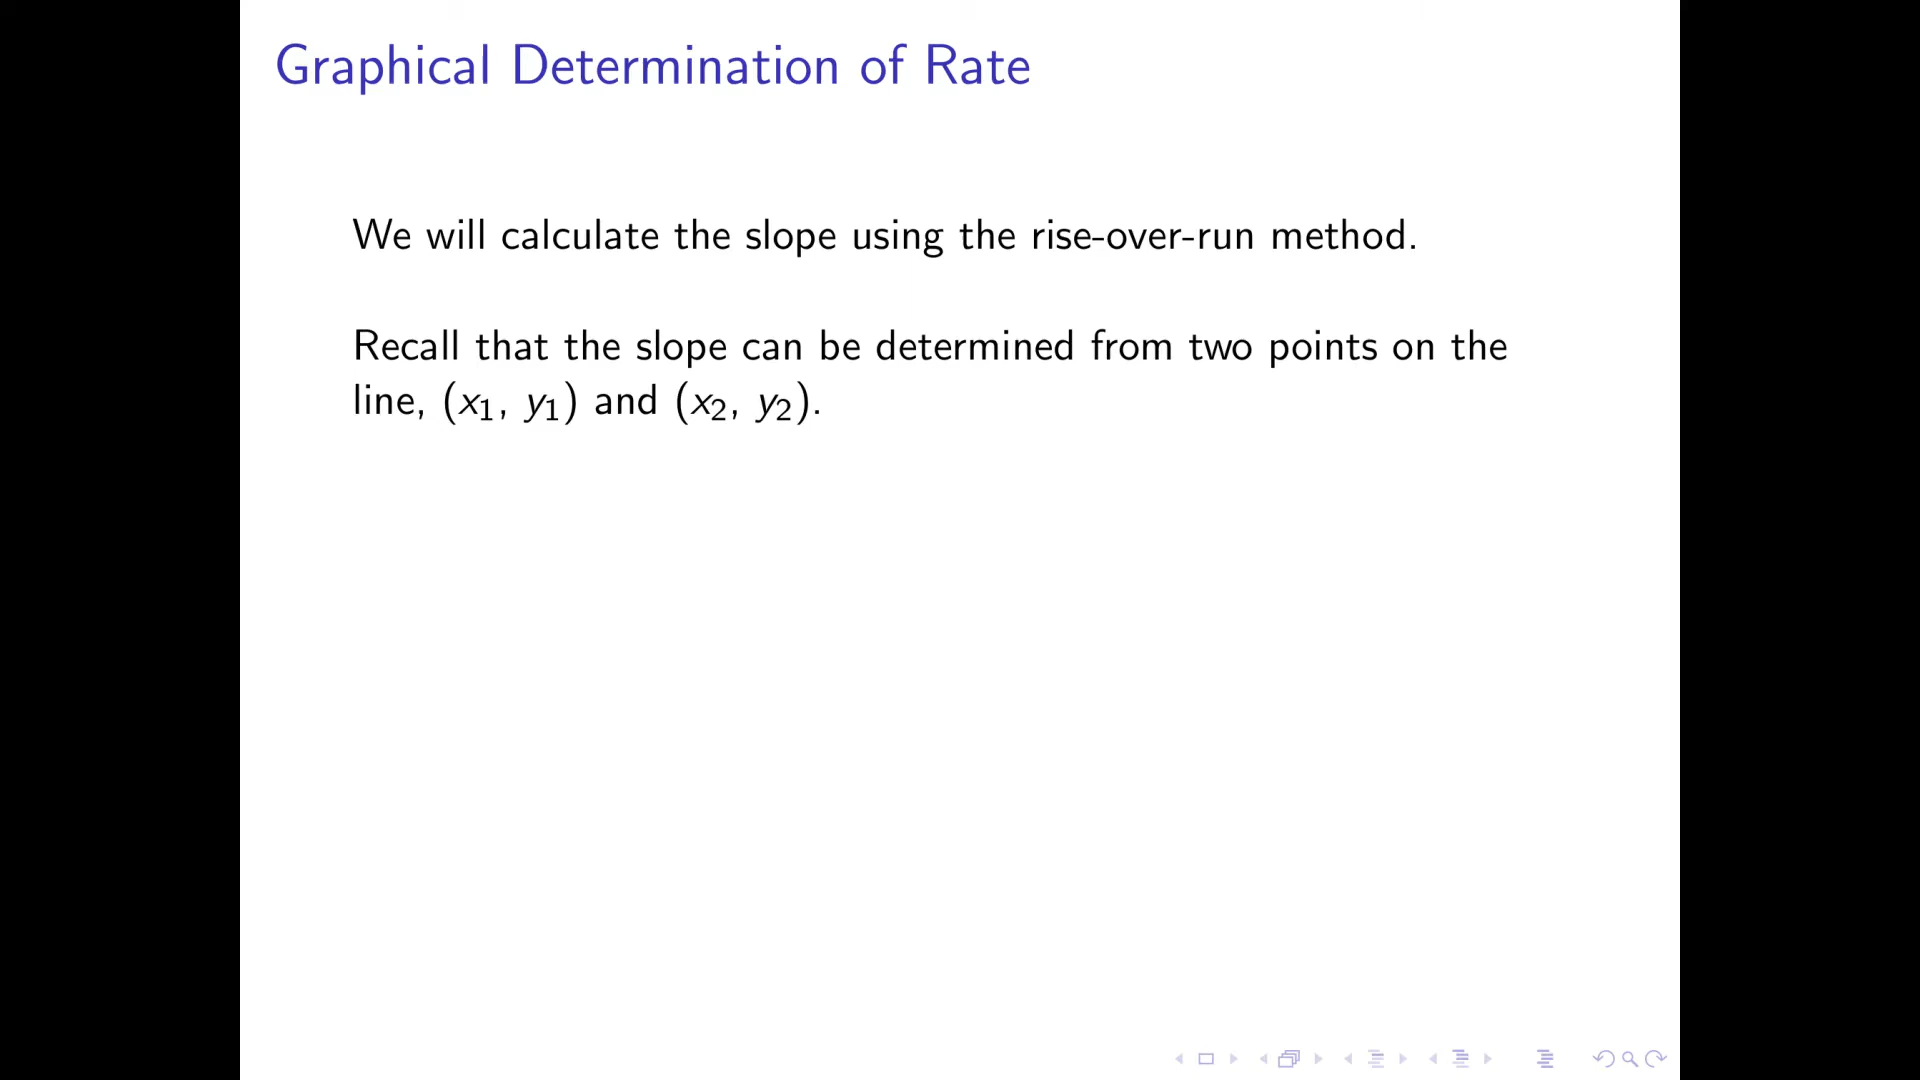 Graphical Determination of Rate
We will calculate the slope using the rise-over-run method.
Recall that the slope can be determined from two points on the
line, (x₁, y₁) and (x₂, y₂).